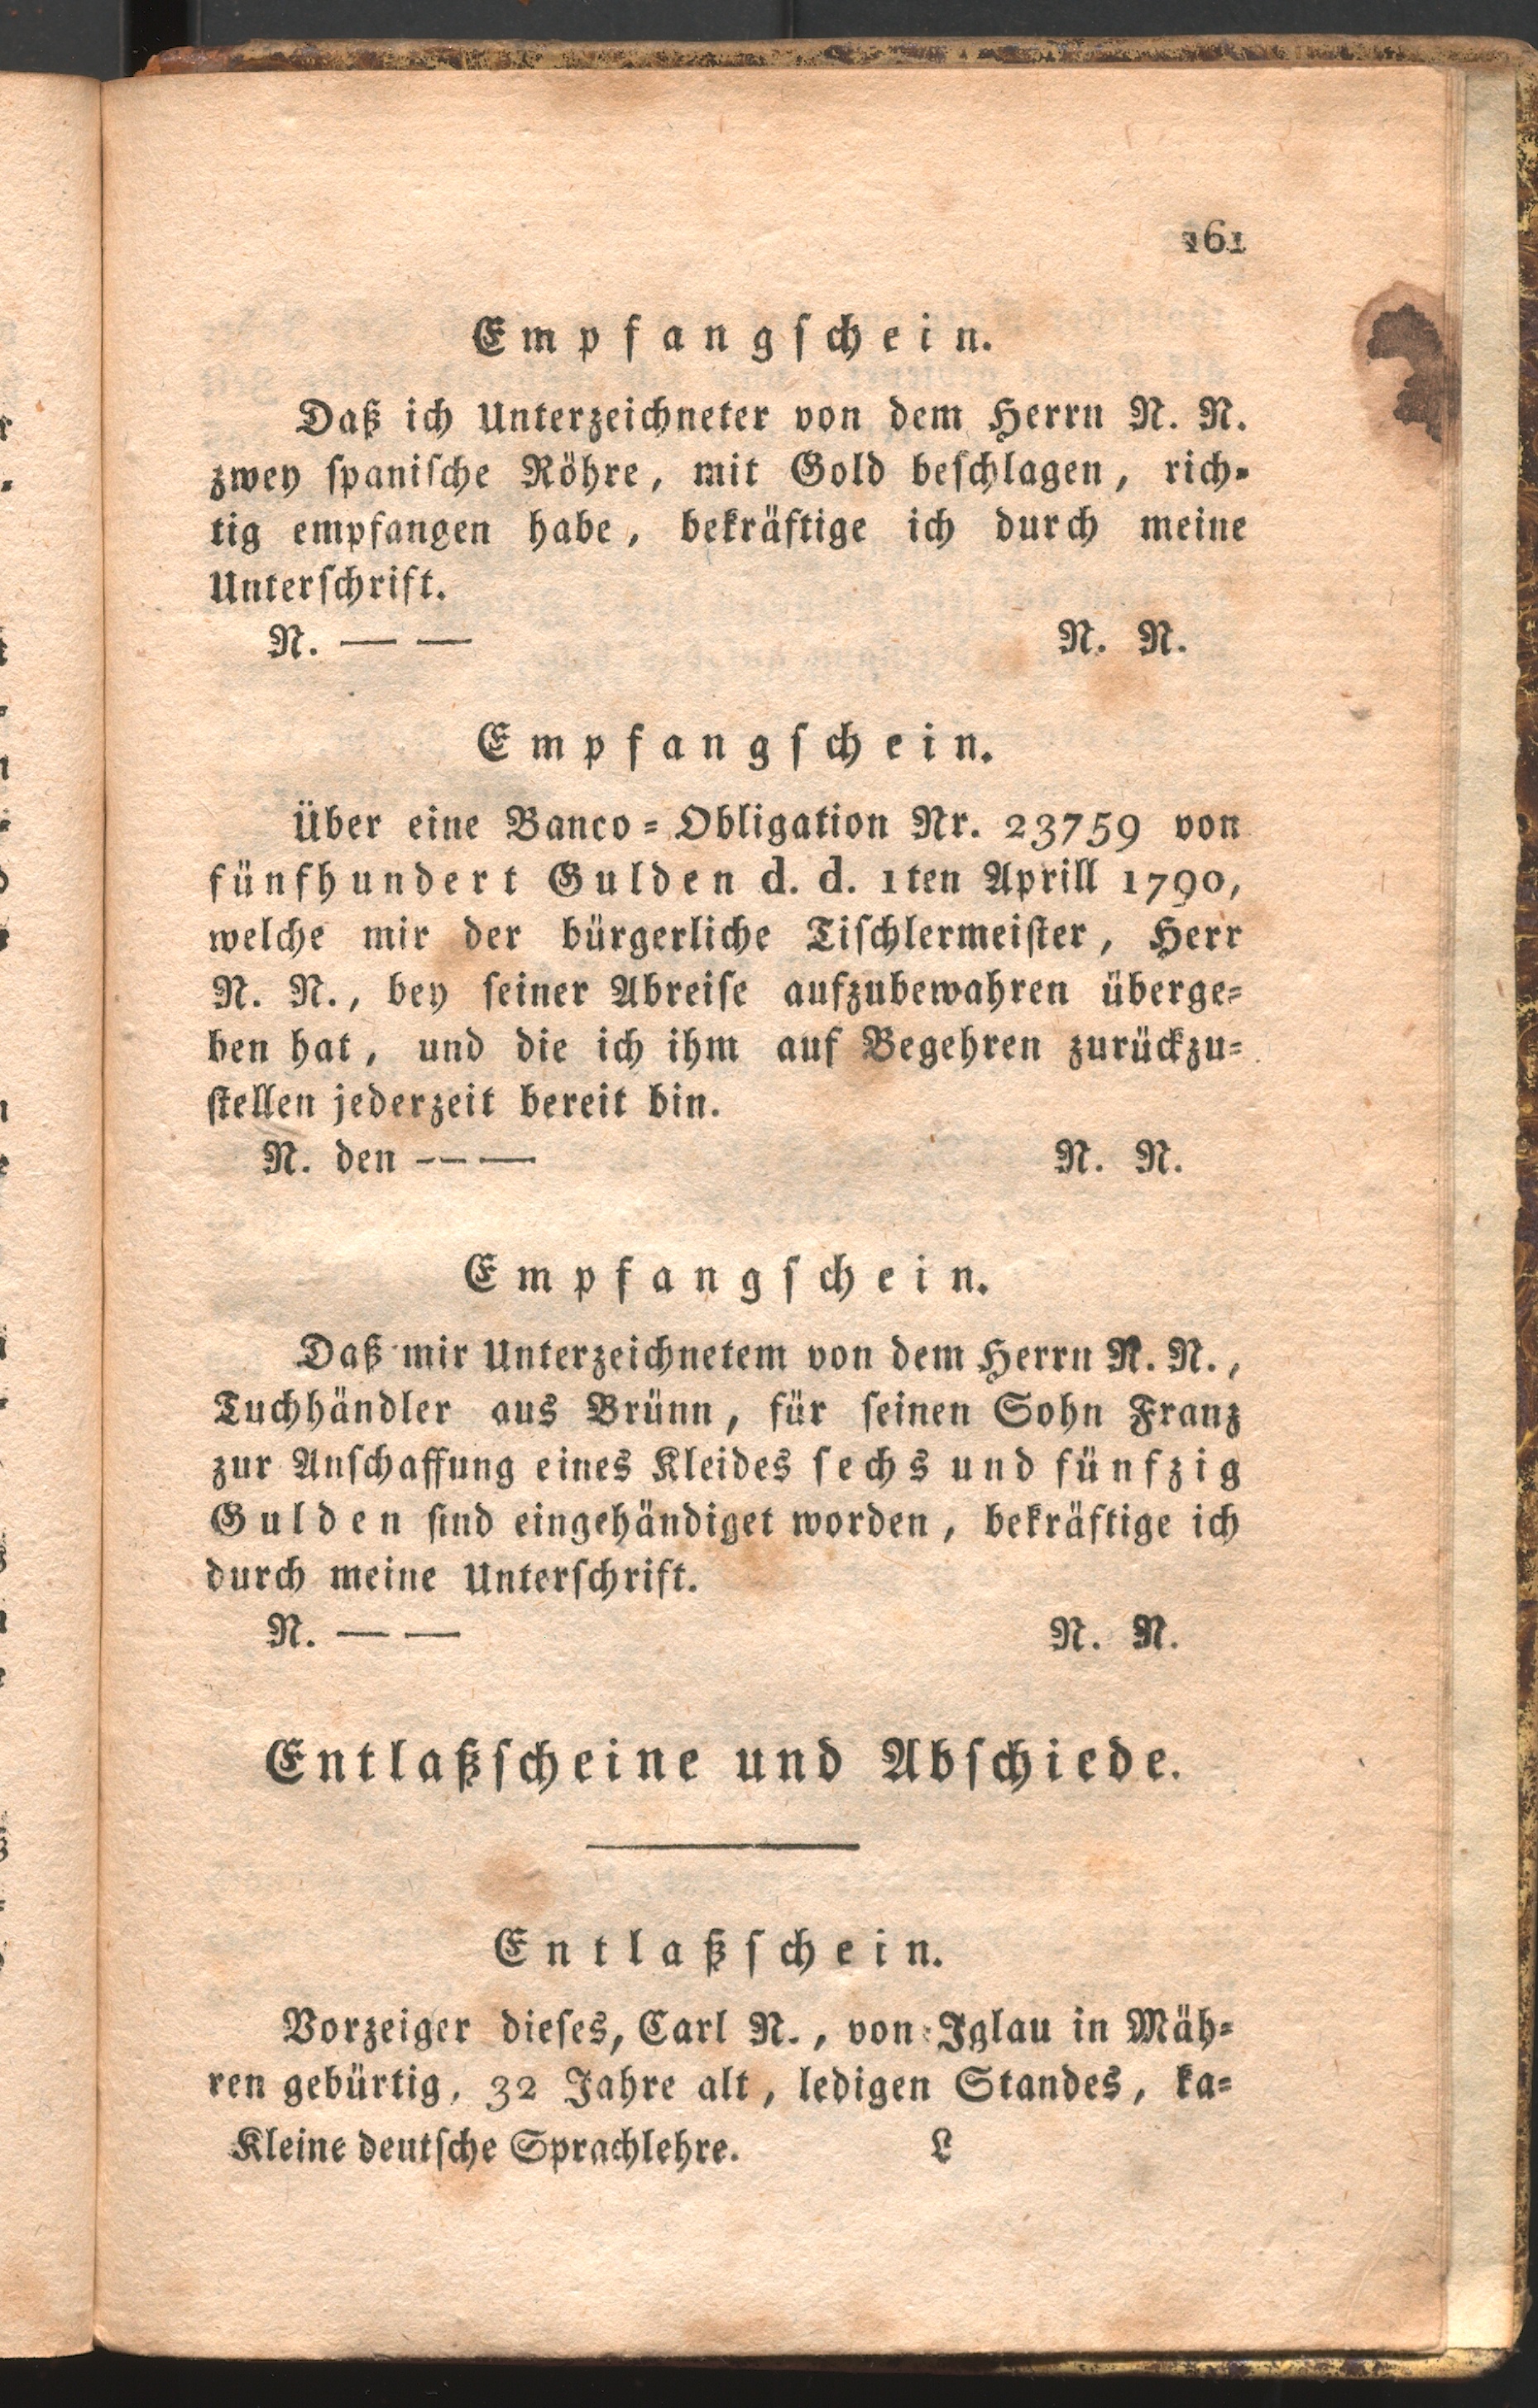 161
Empfangschein.
Daß ich Unterzeichneter von dem Herrn N. N.
zwey spanische Röhre, mit Gold beschlagen, rich-
tig empfangen habe, bekräftige ich durch meine
Unterschrift.
N. — — N. N.
Empfangschein.
Über eine Banco-Obligation Nr. 23759 von
fünfhundert Gulden d. d. 1ten Aprill 1790,
welche mir der bürgerliche Tischlermeister, Herr
N. N., bey seiner Abreise aufzubewahren überge-
ben hat, und die ich ihm auf Begehren zurückzu-
stellen jederzeit bereit bin.
N. den — — — N. N.
Empfangschein.
Daß mir Unterzeichnetem von dem Herrn N. N.,
Tuchhändler aus Brünn, für seinen Sohn Franz
zur Anschaffung eines Kleides sechs und fünfzig
Gulden sind eingehändiget worden, bekräftige ich
durch meine Unterschrift.
N. — — N. N.
Entlaßscheine und Abschiede.
Entlaßschein.
Vorzeiger dieses, Carl N., von Iglau in Mäh-
ren gebürtig, 32 Jahre alt, ledigen Standes, ka-
Kleine deutsche Sprachlehre. L